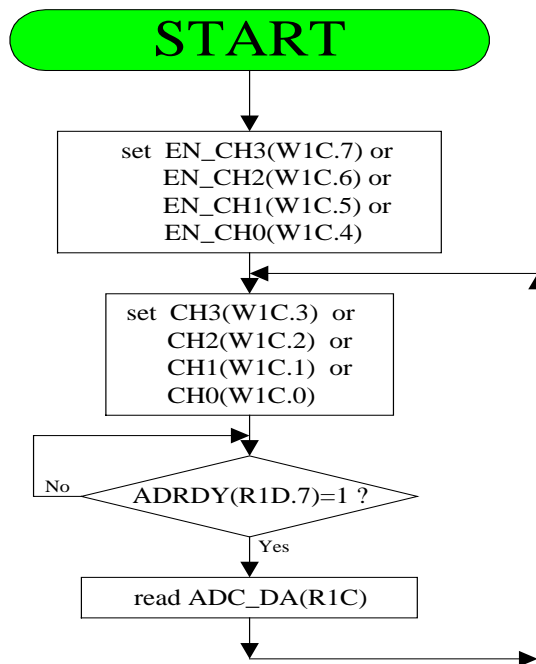 START
set EN_CH3(W1C.7) or
EN_CH2(W1C.6) or
EN_CH1(W1C.5) or
EN_CH0(W1C.4)
set CH3(W1C.3) or
CH2(W1C.2) or
CH1(W1C.1) or
CH0(W1C.0)
No
ADRDY(R1D.7)=1 ?
Yes
read ADC_DA(R1C)